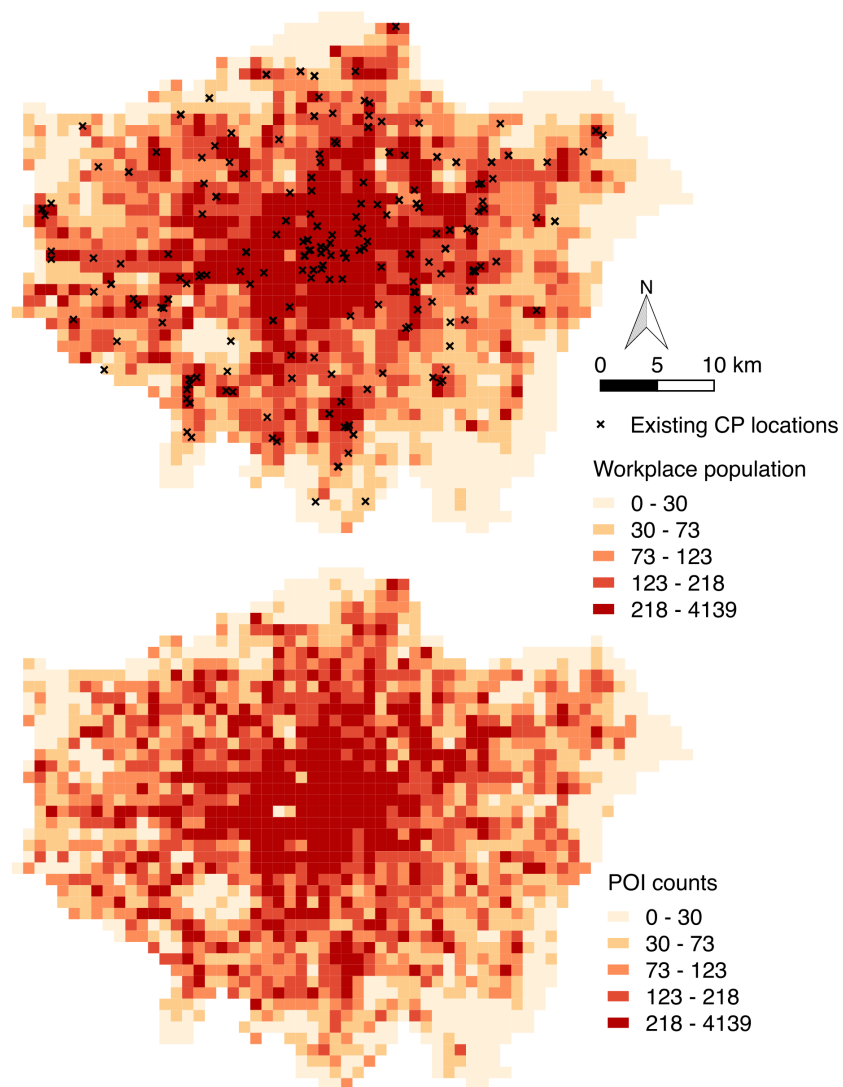 N
0 5 10 km
× Existing CP locations
Workplace population
0 - 30
30 - 73
73 - 123
123 - 218
218 - 4139
POI counts
0 - 30
30 - 73
73 - 123
123 - 218
218 - 4139